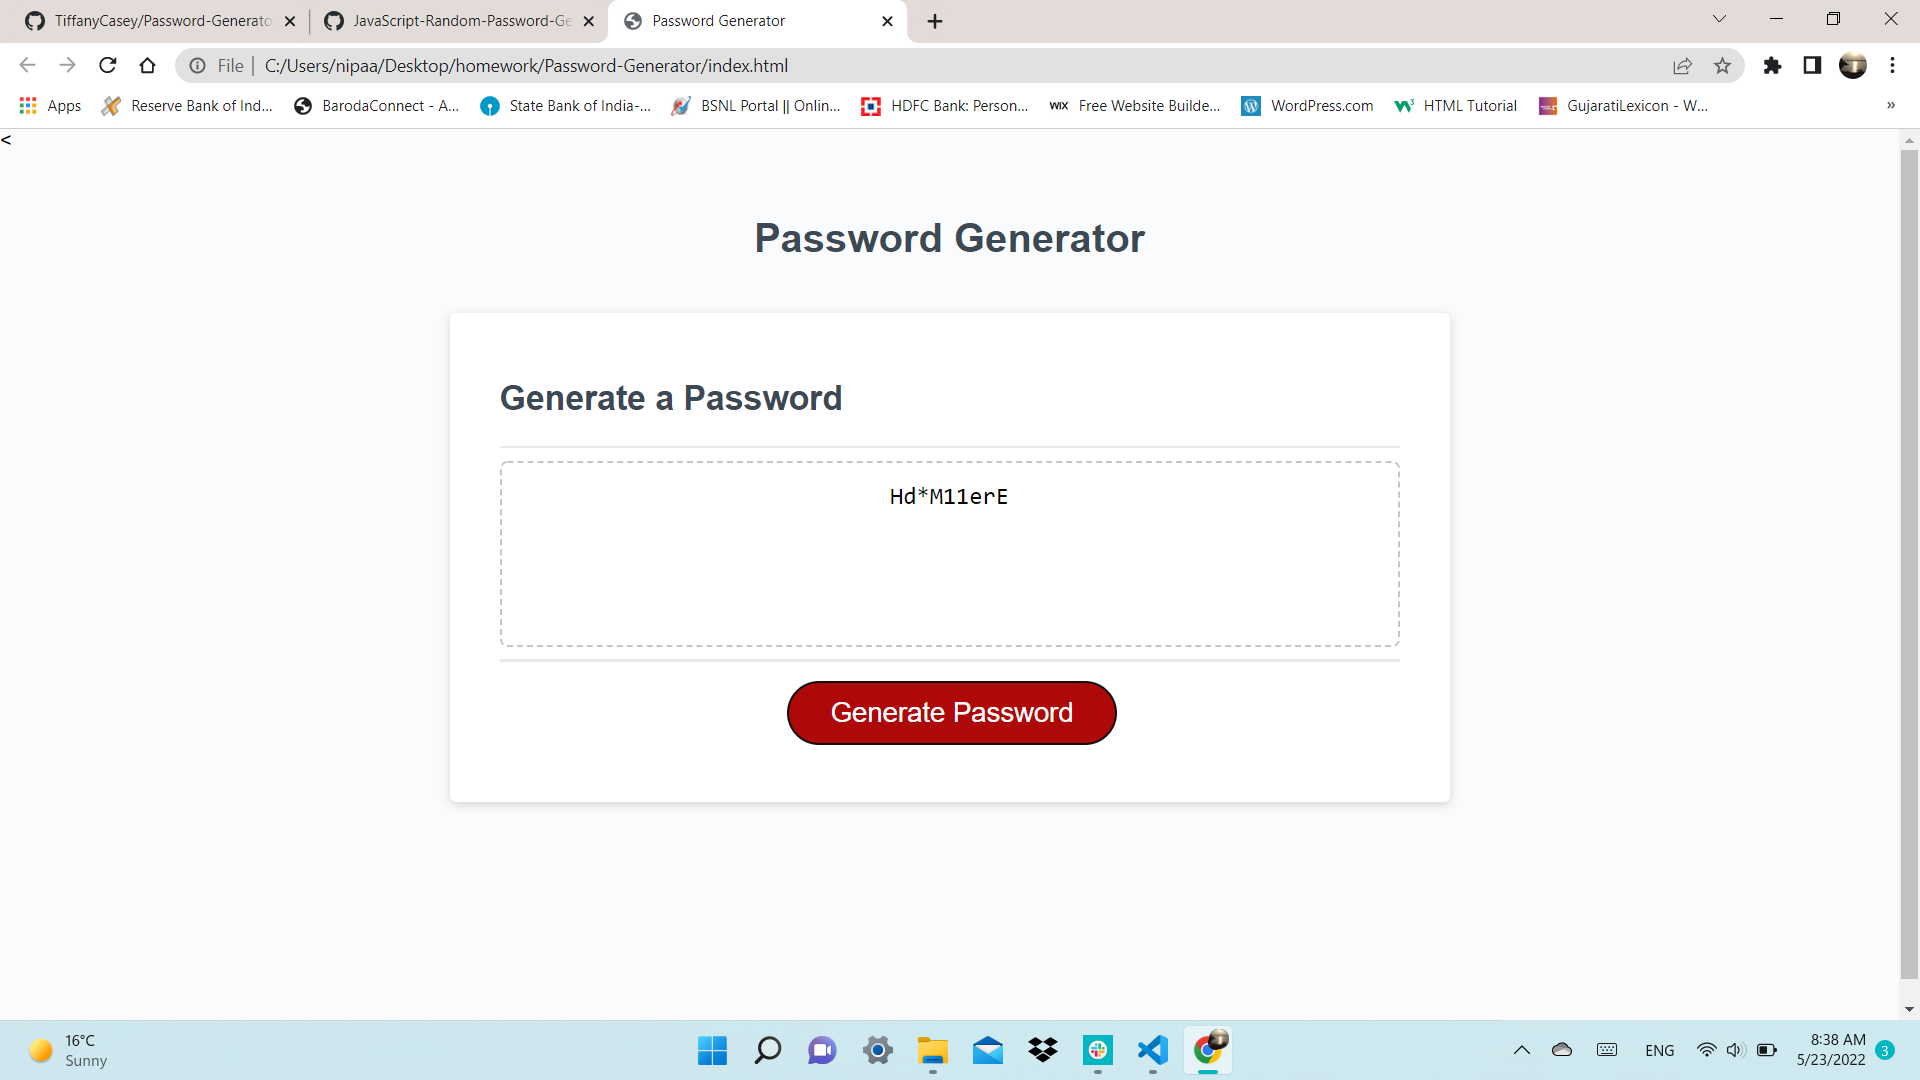 TiffanyCasey/Password-Generato
JavaScript-Random-Password-Ge
Password Generator
File
C:/Users/nipaa/Desktop/homework/Password-Generator/index.html
Apps
Reserve Bank of Ind...
BarodaConnect - A...
State Bank of India-...
BSNL Portal || Onlin...
HDFC Bank: Person...
WIX
Free Website Builde...
WordPress.com
HTML Tutorial
GujaratiLexicon - W...
»
<
Password Generator
Generate a Password
Hd*M11erE
Generate Password
16°C
Sunny
ENG
8:38 AM
5/23/2022
3